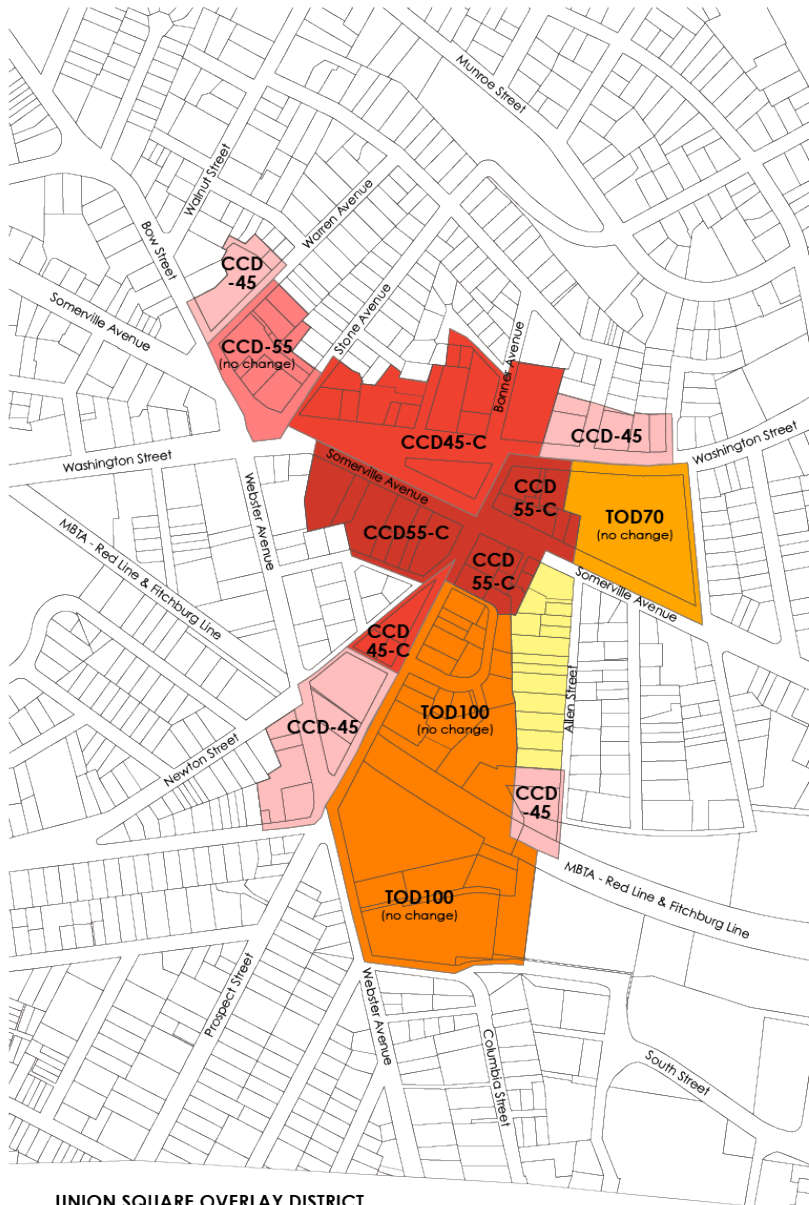 Munroe Street
Walnut Street
Warren Avenue
Bow Street
CCD
-45
Somerville Avenue
Stone Avenue
CCD-55
(no change)
Bonner Avenue
CCD45-C
CCD-45
Washington Street
Washington Street
Somerville Avenue
Webster Avenue
CCD
55-C
TOD70
(no change)
CCD55-C
MBTA - Red Line & Fitchburg Line
CCD
55-C
Somerville Avenue
CCD
45-C
Allen Street
TOD100
(no change)
CCD-45
Newton Street
CCD
-45
MBTA - Red Line & Fitchburg Line
TOD100
(no change)
Prospect Street
Webster Avenue
Columbia Street
South Street
UNION SQUARE OVERLAY DISTRICT